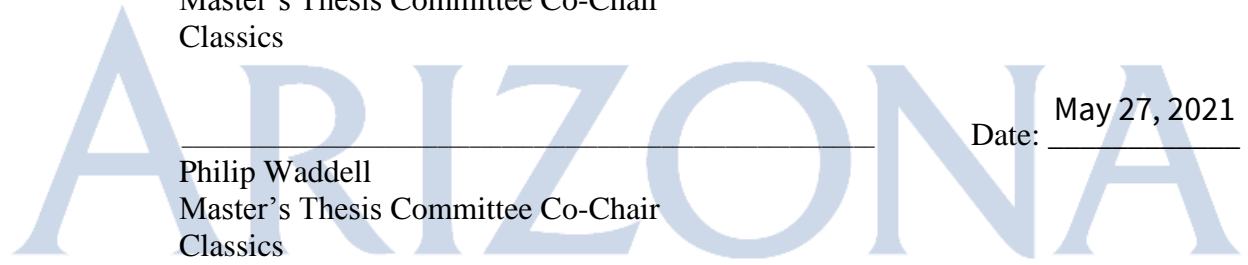 Master’s Thesis Committee Co-Chair
Classics
ARIZONA
May 27, 2021
Date:
Philip Waddell
Master’s Thesis Committee Co-Chair
Classics